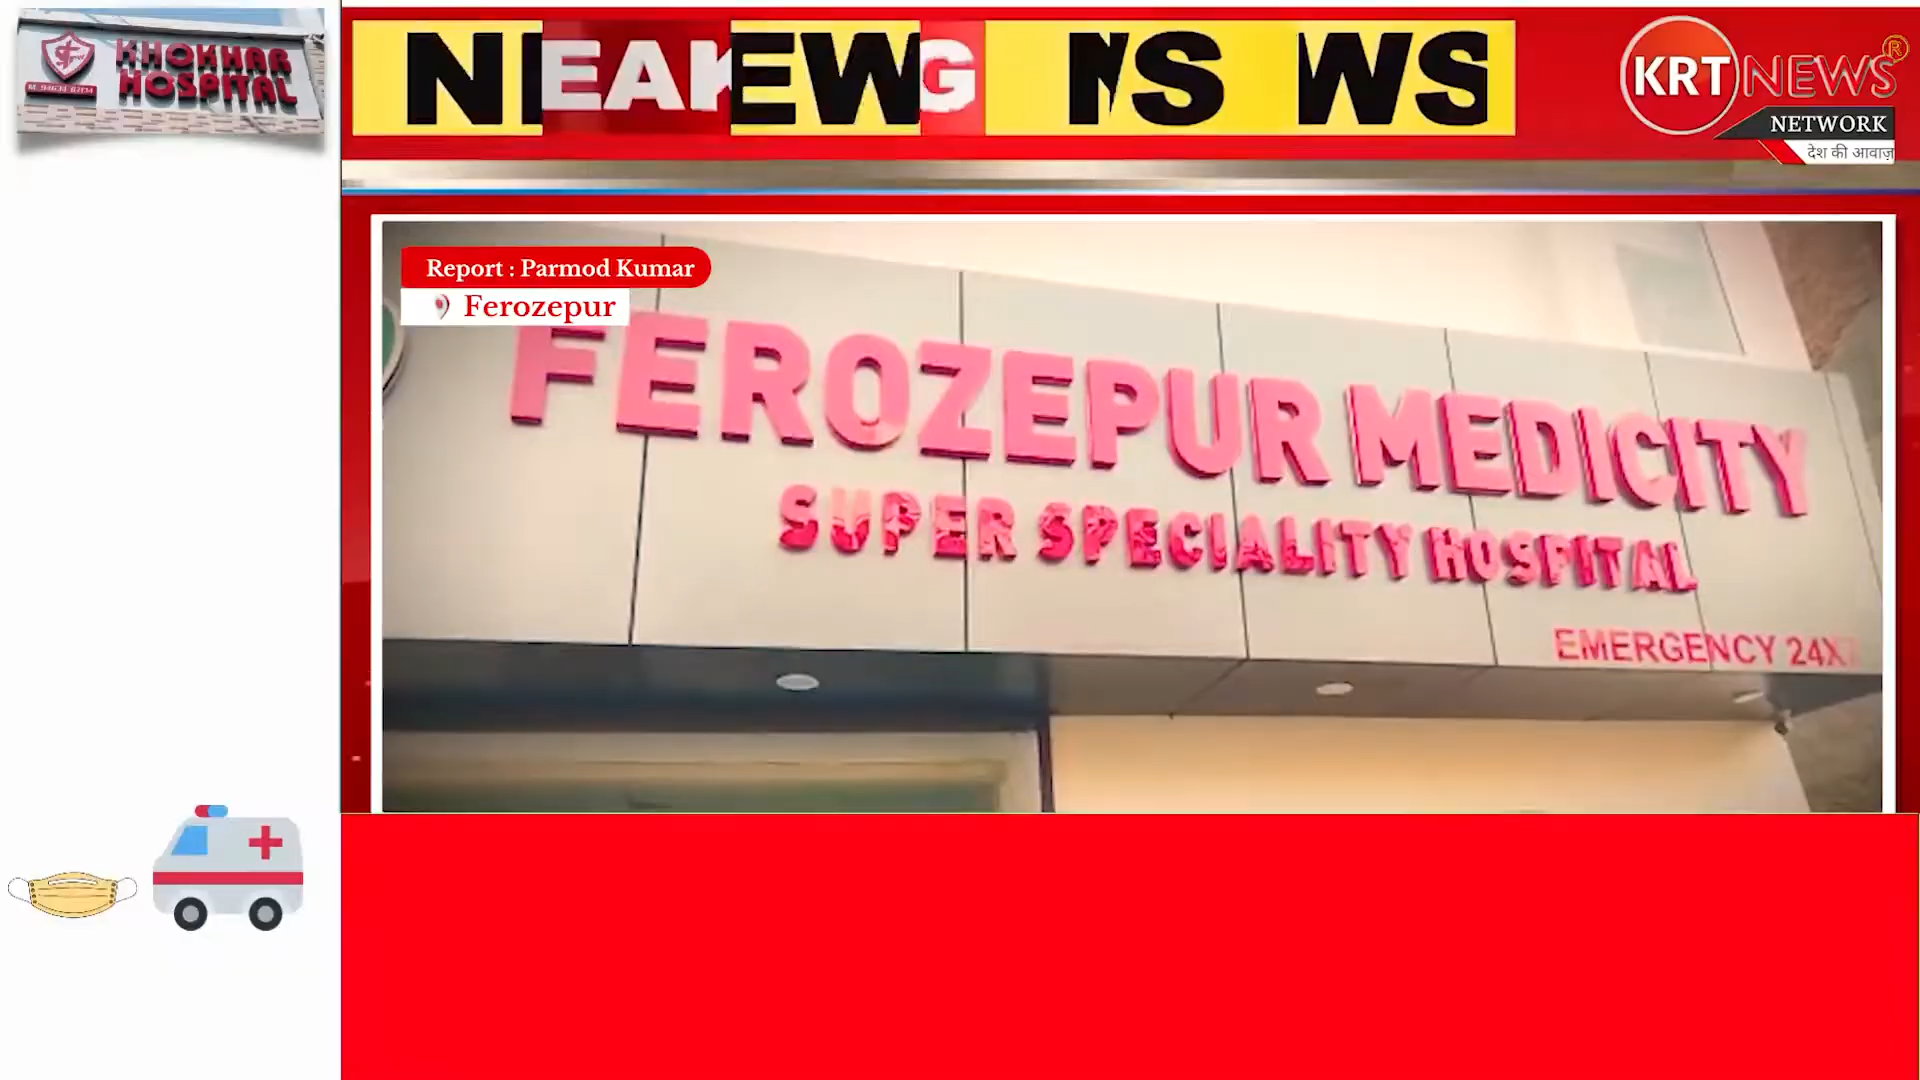 KHOKHAR
HOSPITAL
KRT NEWS®
NETWORK
देश की आवाज़
Report : Parmod Kumar
Ferozepur
FEROZEPUR MEDICITY
SUPER SPECIALITY HOSPITAL
EMERGENCY 24X